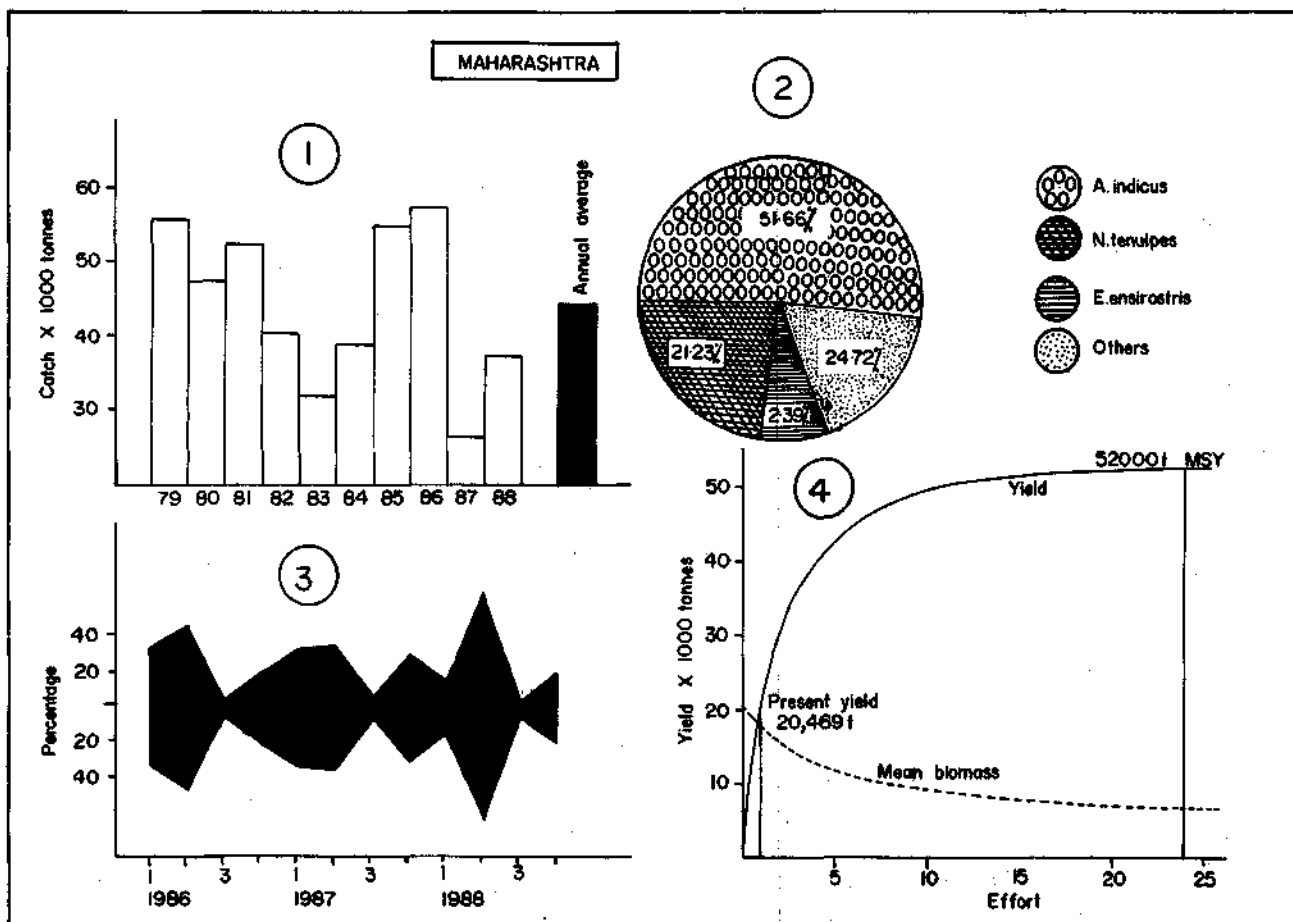 MAHARASHTRA
1
Catch X 1000 tonnes
60
50
40
30
79 80 81 82 83 84 85 86 87 88
Annual average
2
51·66%
21·23%
2·39%
24·72%
A. indicus
N. tenuipes
E. ensirostris
Others
3
Percentage
40
20
20
40
1 3 1 3 1 3
1986 1987 1988
4
Yield X 1000 tonnes
50
40
30
20
10
52000t MSY
Yield
Present yield
20,469t
Mean biomass
5 10 15 20 25
Effort